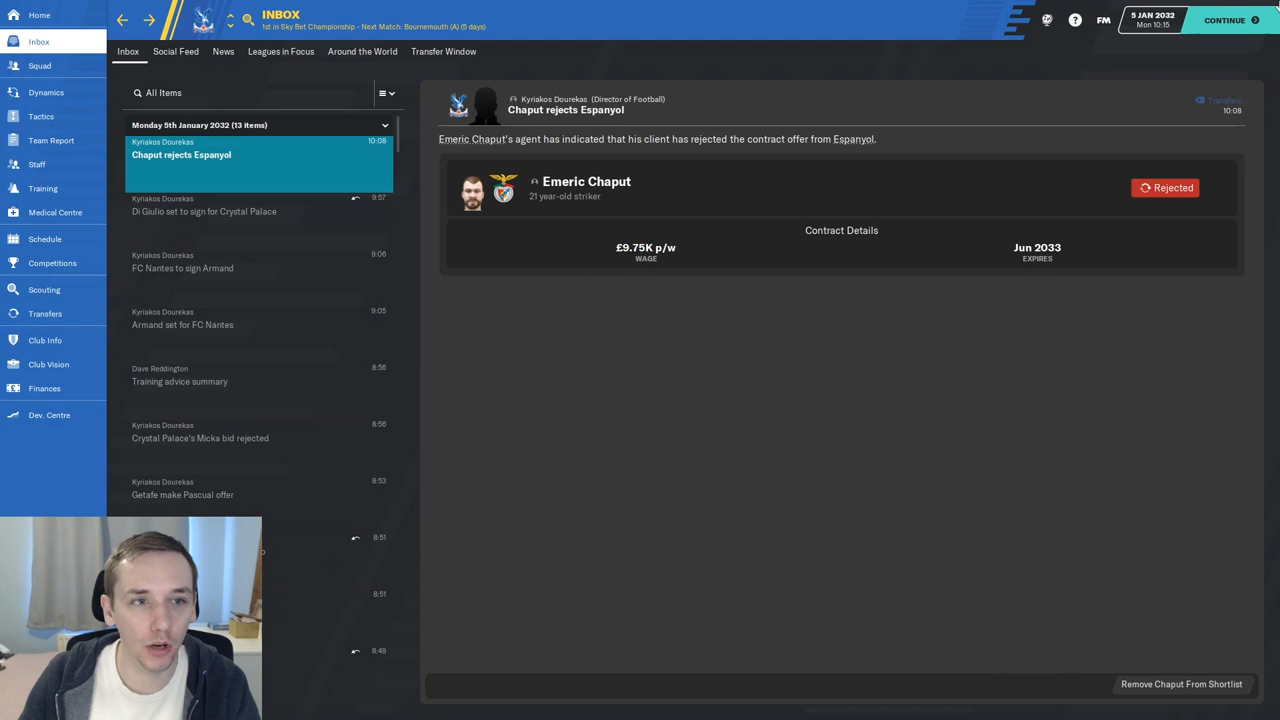 Home
Inbox
Squad
Dynamics
Tactics
Team Report
Staff
Training
Medical Centre
Schedule
Competitions
Scouting
Transfers
Club Info
Club Vision
Finances
Dev. Centre
INBOX
1st in Sky Bet Championship - Next Match: Bournemouth (A) (5 days)
FM
5 JAN 2032
Mon 10:15
CONTINUE
Inbox Social Feed News Leagues in Focus Around the World Transfer Window
All Items
Monday 5th January 2032 (13 items)
Kyriakos Dourekas 10:08
Chaput rejects Espanyol
Kyriakos Dourekas 9:57
Di Giulio set to sign for Crystal Palace
Kyriakos Dourekas 9:06
FC Nantes to sign Armand
Kyriakos Dourekas 9:05
Armand set for FC Nantes
Dave Reddington 8:56
Training advice summary
Kyriakos Dourekas 8:56
Crystal Palace's Micka bid rejected
Kyriakos Dourekas 8:53
Getafe make Pascual offer
8:51
8:51
8:49
Kyriakos Dourekas (Director of Football)
Chaput rejects Espanyol
Transfers
10:08
Emeric Chaput's agent has indicated that his client has rejected the contract offer from Espanyol.
Emeric Chaput
21 year-old striker
Rejected
Contract Details
£9.75K p/w Jun 2033
WAGE EXPIRES
Remove Chaput From Shortlist